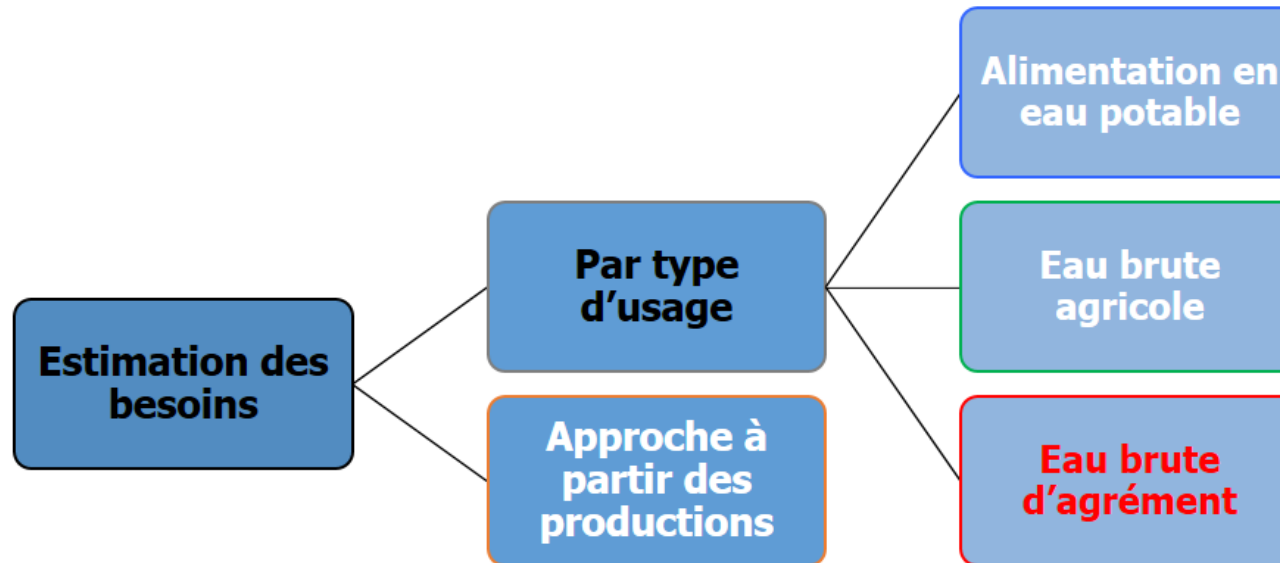 Estimation des
besoins
Par type
d’usage
Approche à
partir des
productions
Alimentation en
eau potable
Eau brute
agricole
Eau brute
d’agrément